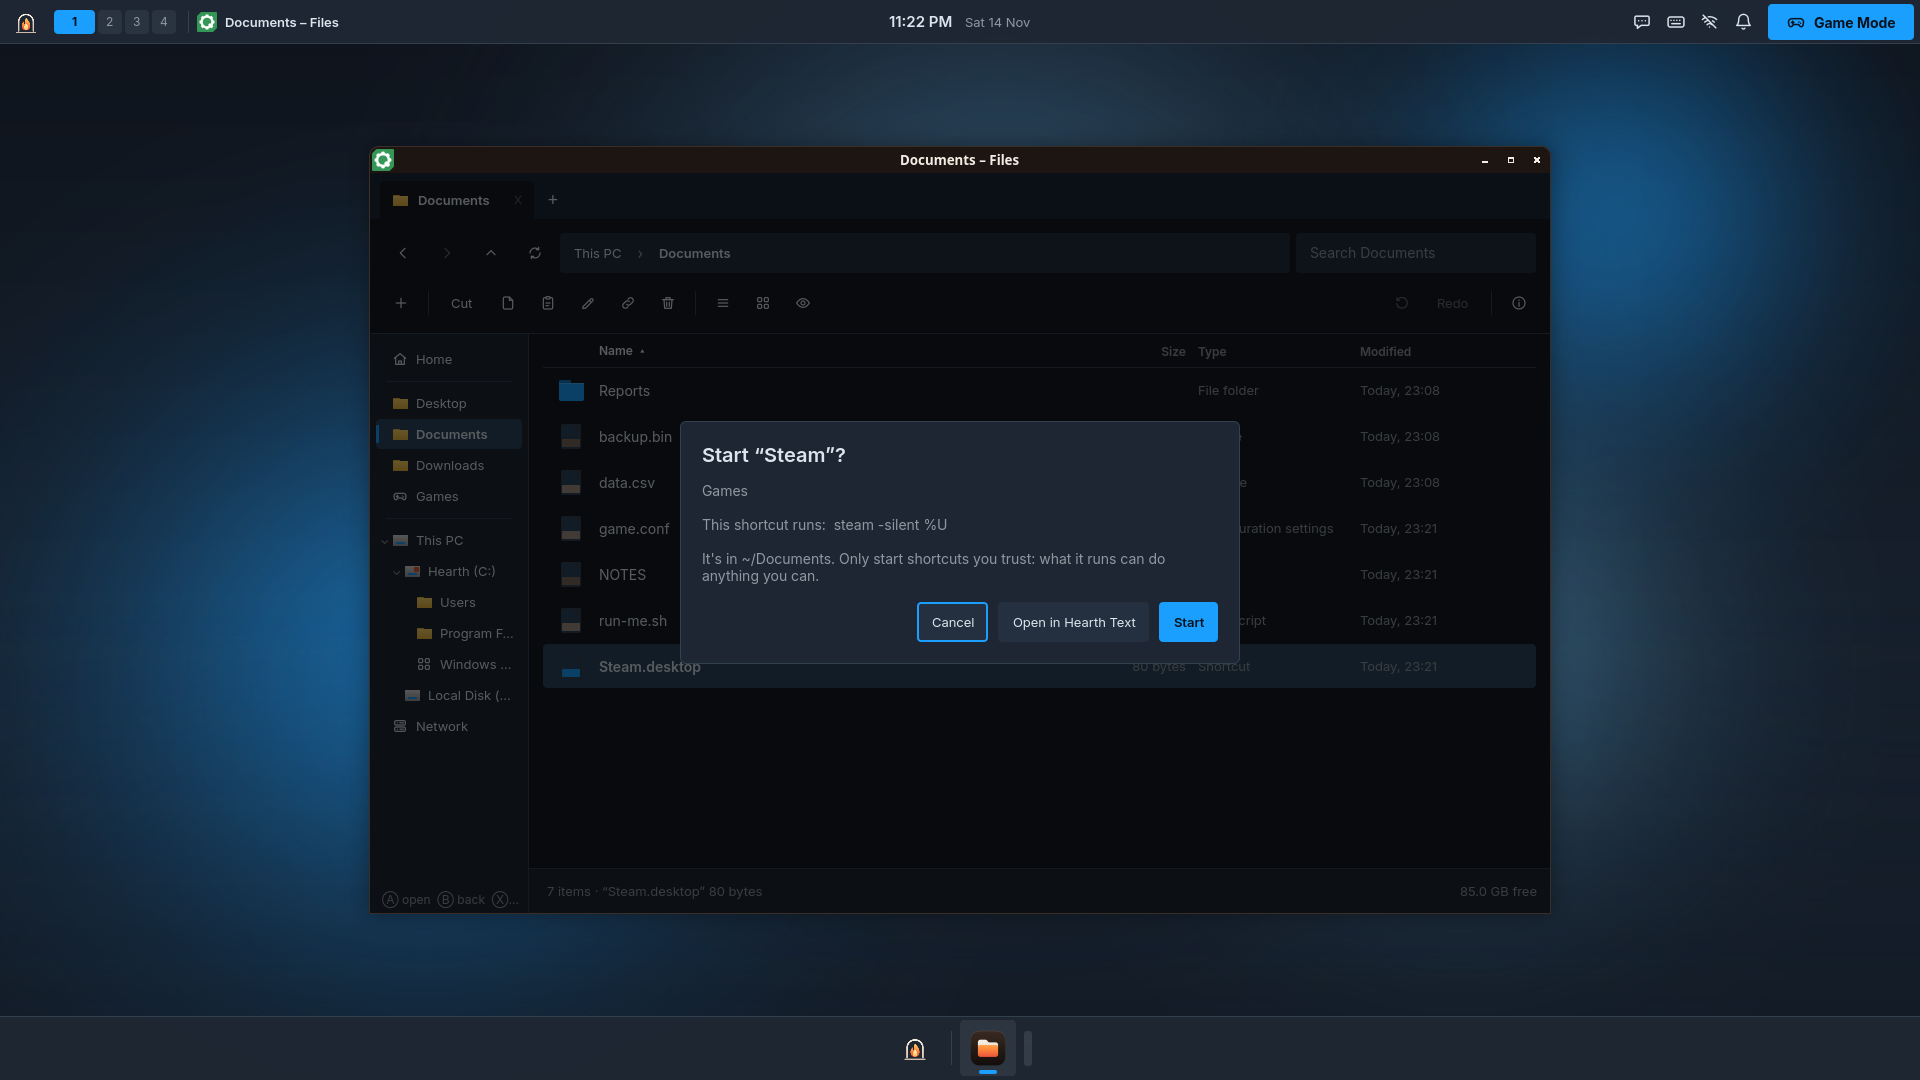 1 2 3 4 Documents – Files 11:22 PM Sat 14 Nov Game Mode
Documents – Files
Documents X +
This PC › Documents Search Documents
Cut Redo
Home
Desktop
Documents
Downloads
Games
This PC
Hearth (C:)
Users
Program F...
Windows ...
Local Disk (...
Network
Name Size Type Modified
Reports File folder Today, 23:08
backup.bin Today, 23:08
data.csv Today, 23:08
game.conf uration settings Today, 23:21
NOTES Today, 23:21
run-me.sh cript Today, 23:21
Steam.desktop 80 bytes Shortcut Today, 23:21
Start “Steam”?
Games
This shortcut runs: steam -silent %U
It's in ~/Documents. Only start shortcuts you trust: what it runs can do
anything you can.
Cancel Open in Hearth Text Start
A open B back X...
7 items · “Steam.desktop” 80 bytes 85.0 GB free